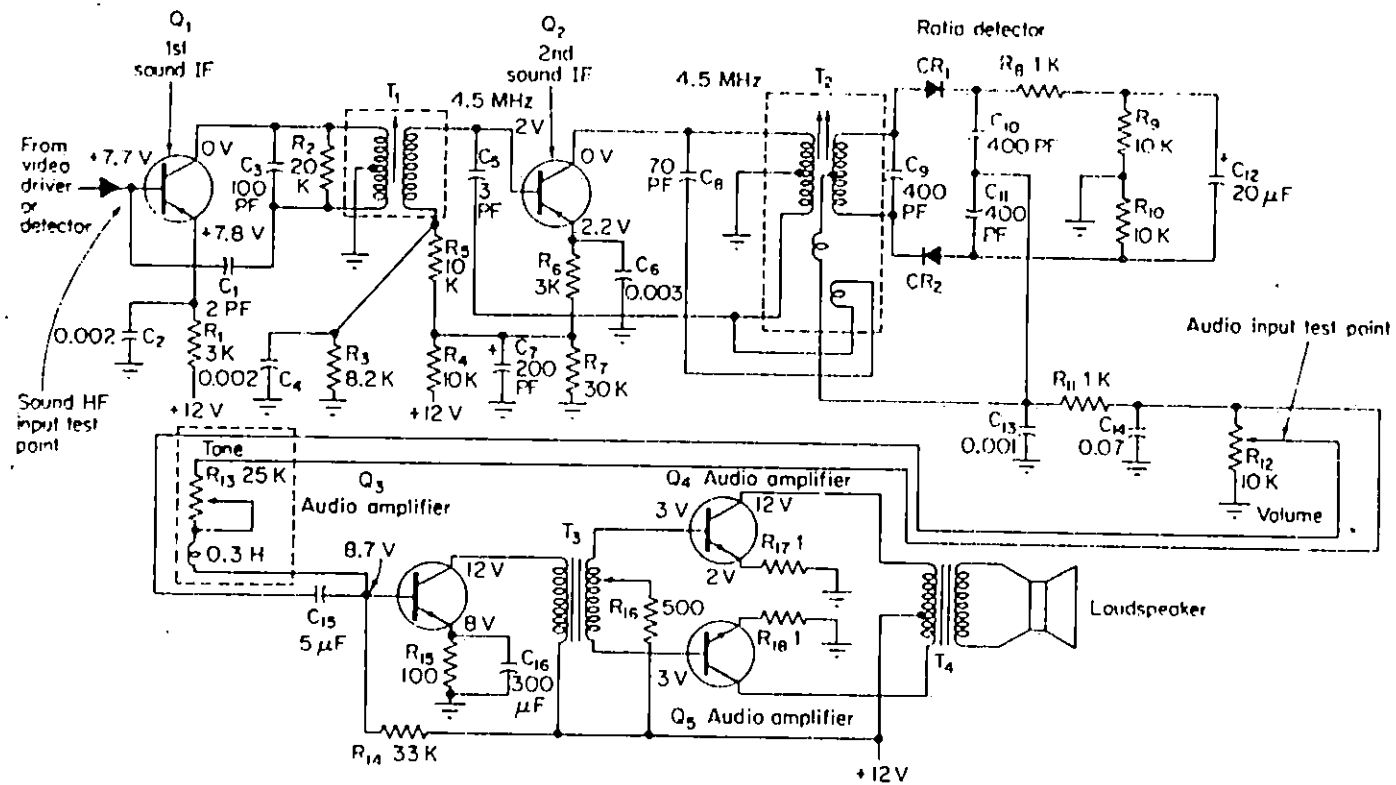 Q1
1st
sound IF
Q2
2nd
sound IF
Ratio detector
4.5 MHz
T1
4.5 MHz
T2
CR1
R8 1 K
From
video
driver
or
detector
+7.7 V
0V
C3
100
PF
R2
20
K
2V
0V
C5
3
PF
70
PF
C8
C9
400
PF
C10
400 PF
C11
400
PF
R9
10 K
R10
10 K
+
C12
20 μF
+7.8 V
C1
2 PF
R5
10
K
2.2 V
R6
3K
C6
0.003
CR2
0.002
C2
R1
3 K
0.002
C4
R3
8.2 K
R4
10K
+
C7
200
PF
R7
30 K
+12 V
+12 V
Sound HF
input test
point
Audio input test point
R11 1 K
C13
0.001
C14
0.07
R12
10 K
Volume
Tone
R13 25 K
0.3 H
Q3
Audio amplifier
8.7 V
12V
8 V
C15
5 μF
R15
100
C16
300
μF
R14 33 K
T3
R16
500
Q4 Audio amplifier
3 V
12 V
2V
R17 1
R18 1
3 V
Q5 Audio amplifier
T4
Loudspeaker
+12 V